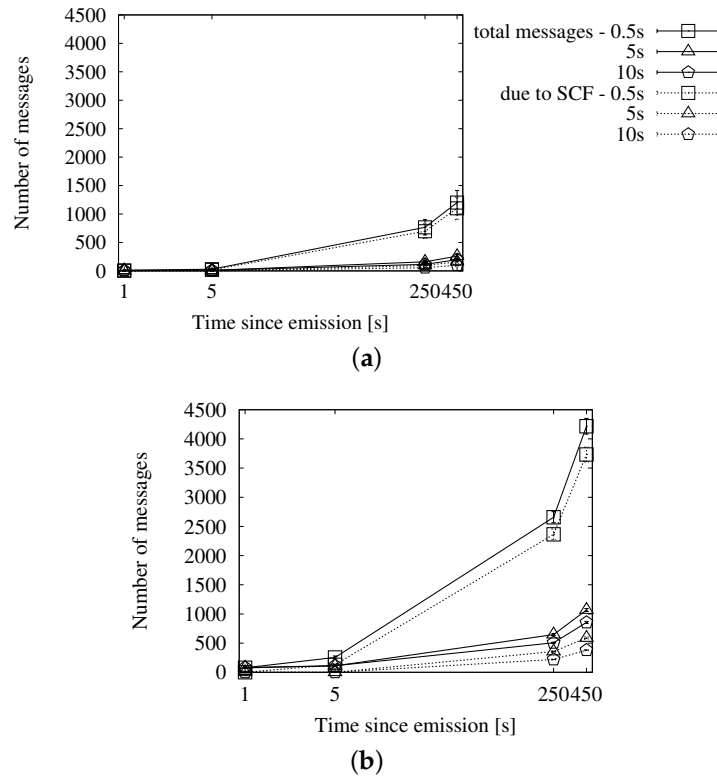 4500
4000
3500
3000
2500
2000
1500
1000
500
0
Number of messages
1 5 250450
Time since emission [s]
total messages - 0.5s
5s
10s
due to SCF - 0.5s
5s
10s
(a)
4500
4000
3500
3000
2500
2000
1500
1000
500
0
Number of messages
1 5 250450
Time since emission [s]
(b)